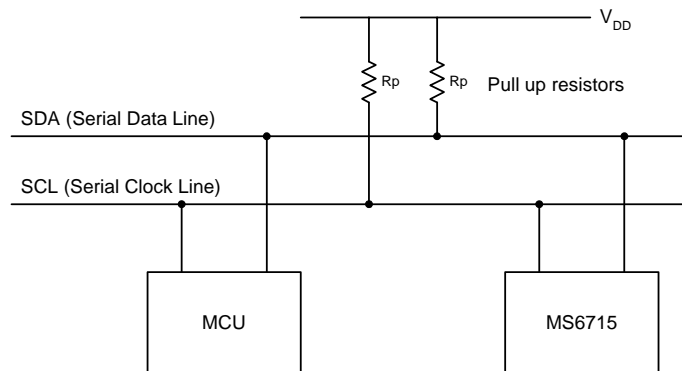 VDD
Rp
Rp
Pull up resistors
SDA (Serial Data Line)
SCL (Serial Clock Line)
MCU
MS6715